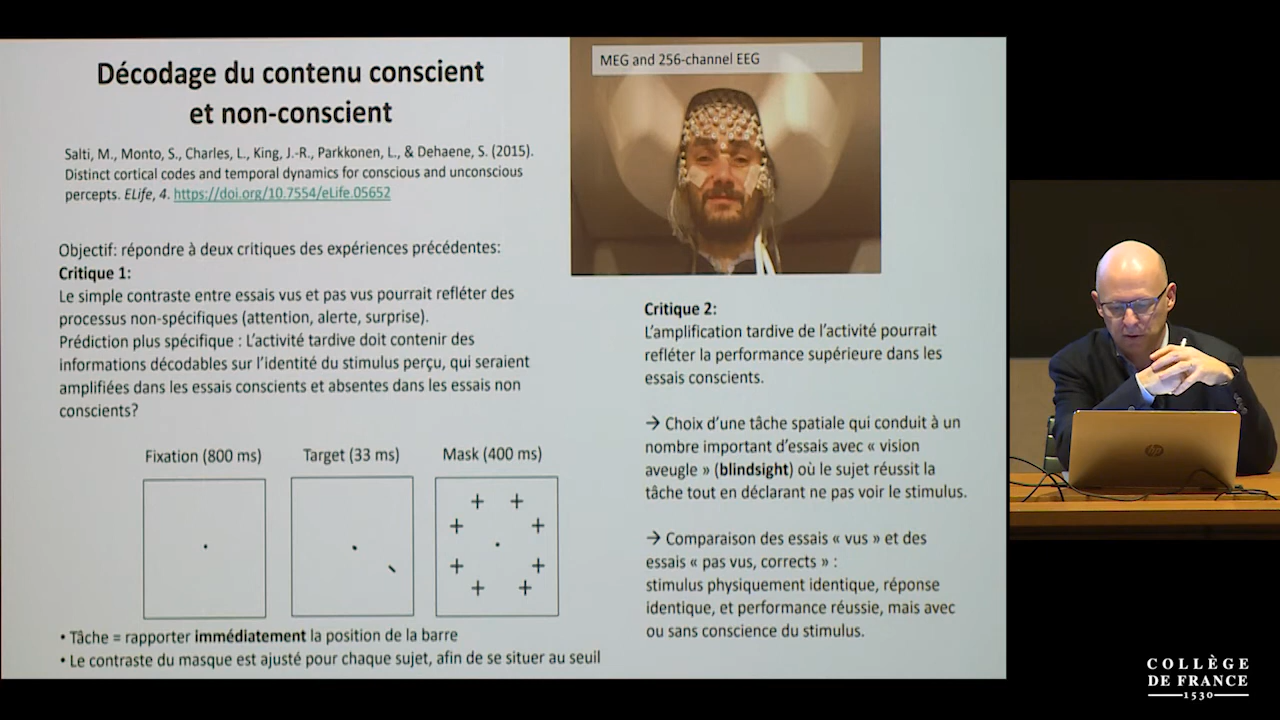 Décodage du contenu conscient
et non-conscient
Salti, M., Monto, S., Charles, L., King, J.-R., Parkkonen, L., & Dehaene, S. (2015).
Distinct cortical codes and temporal dynamics for conscious and unconscious
percepts. ELife, 4. https://doi.org/10.7554/eLife.05652
Objectif: répondre à deux critiques des expériences précédentes:
Critique 1:
Le simple contraste entre essais vus et pas vus pourrait refléter des
processus non-spécifiques (attention, alerte, surprise).
Prédiction plus spécifique : L'activité tardive doit contenir des
informations décodables sur l'identité du stimulus perçu, qui seraient
amplifiées dans les essais conscients et absentes dans les essais non
conscients?
Fixation (800 ms)
Target (33 ms)
Mask (400 ms)
• Tâche = rapporter immédiatement la position de la barre
• Le contraste du masque est ajusté pour chaque sujet, afin de se situer au seuil
MEG and 256-channel EEG
Critique 2:
L'amplification tardive de l'activité pourrait
refléter la performance supérieure dans les
essais conscients.
→ Choix d'une tâche spatiale qui conduit à un
nombre important d'essais avec « vision
aveugle » (blindsight) où le sujet réussit la
tâche tout en déclarant ne pas voir le stimulus.
→ Comparaison des essais « vus » et des
essais « pas vus, corrects » :
stimulus physiquement identique, réponse
identique, et performance réussie, mais avec
ou sans conscience du stimulus.
hp
COLLÈGE
DE FRANCE
1530